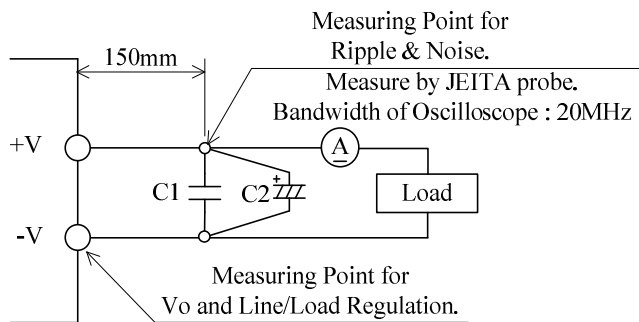 Measuring Point for
Ripple & Noise.
150mm
Measure by JEITA probe.
Bandwidth of Oscilloscope : 20MHz
+V
A
C1
+
C2
Load
-V
Measuring Point for
Vo and Line/Load Regulation.